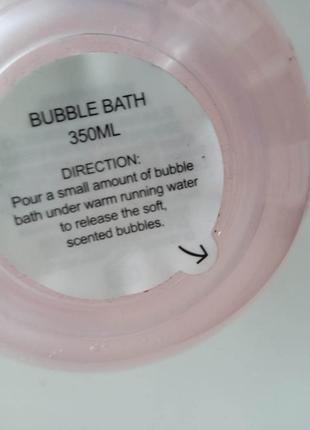 BUBBLE BATH
350ML
DIRECTION:
Pour a small amount of bubble
bath under warm running water
to release the soft,
scented bubbles.